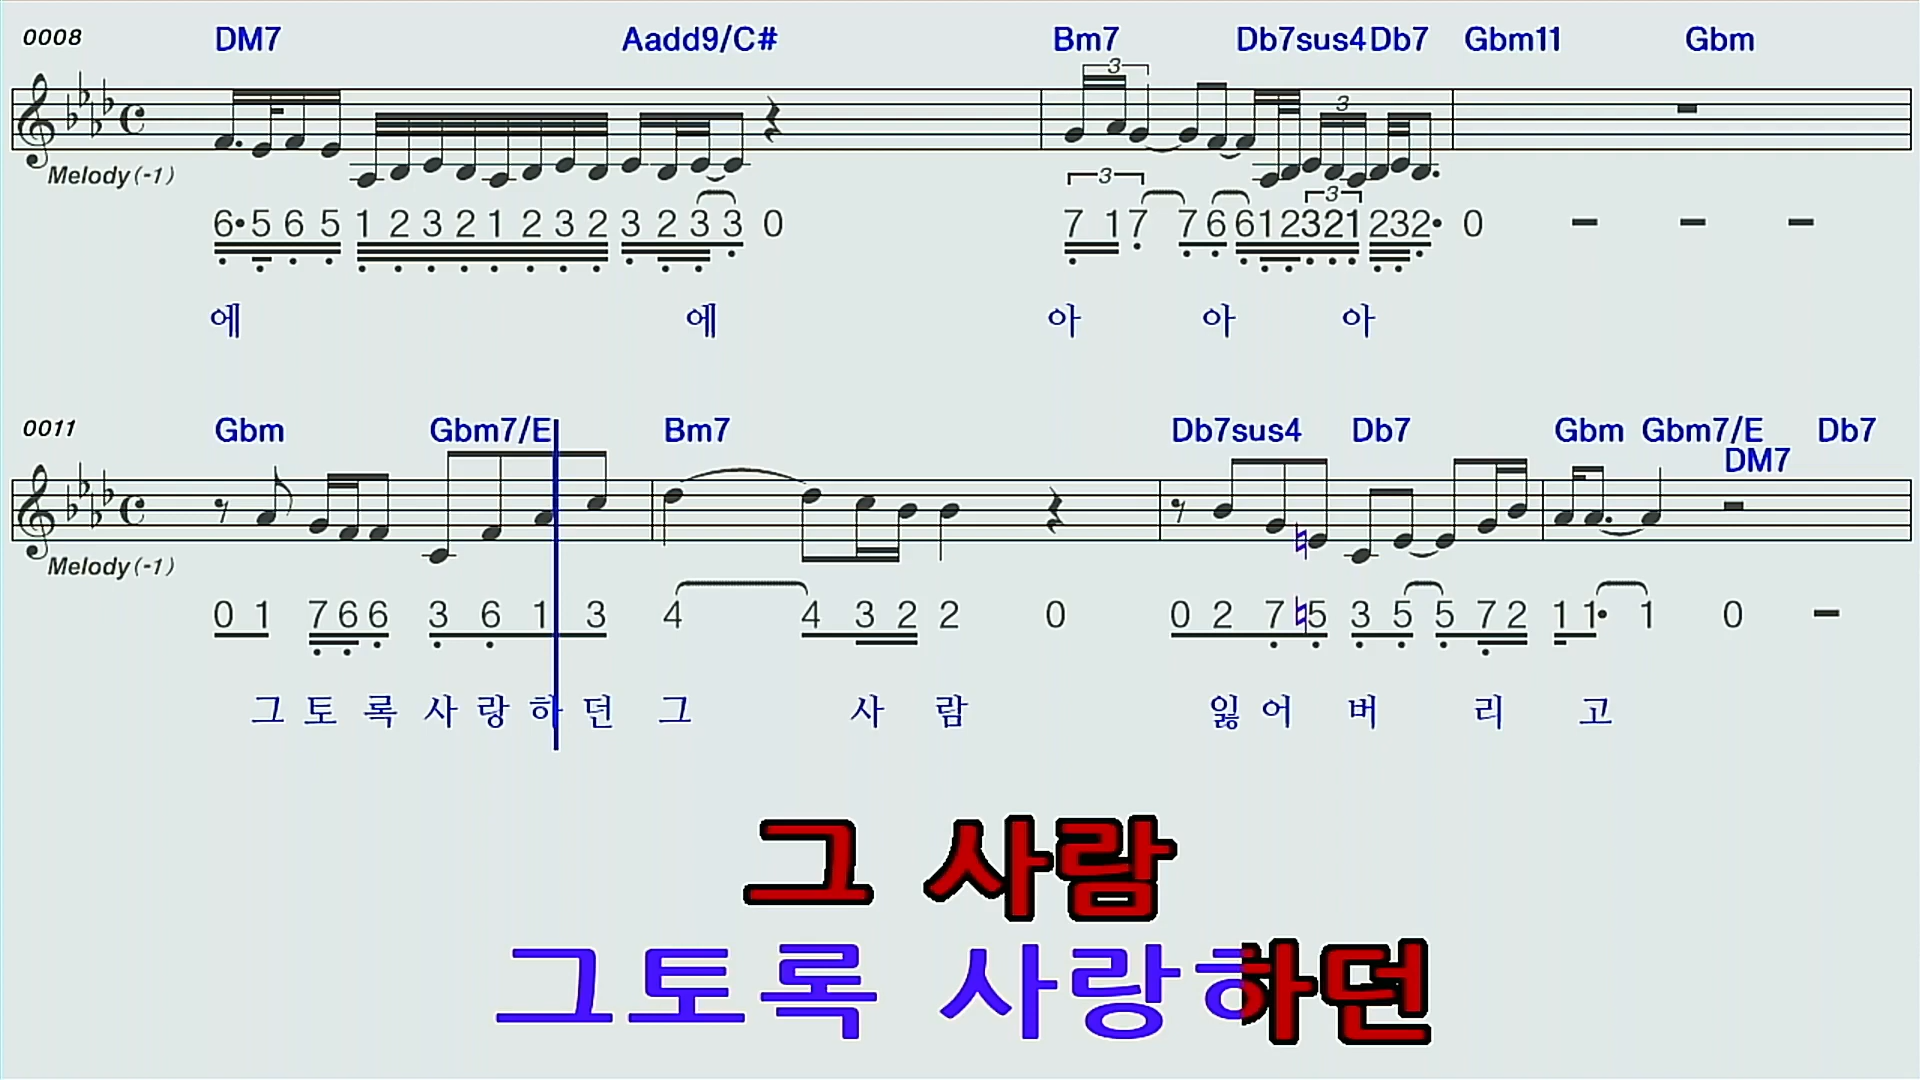 0008 DM7 Aadd9/C# Bm7 Db7sus4 Db7 Gbm11 Gbm
3 3
Melody(-1)
3 3
6·5 6 5 1 2 3 2 1 2 3 2 3 2 3 3 0 7 1 7 7 6 6 1 2 3 2 1 2 3 2· 0 – – –
에 에 아 아 아
0011 Gbm Gbm7/E Bm7 Db7sus4 Db7 Gbm Gbm7/E Db7
DM7
Melody(-1)
0 1 7 6 6 3 6 1 3 4 4 3 2 2 0 0 2 7 ♮5 3 5 5 7 2 1 1· 1 0 –
그 토 록 사 랑 하 던 그 사 람 잃 어 버 리 고
그 사람
그토록 사랑하던